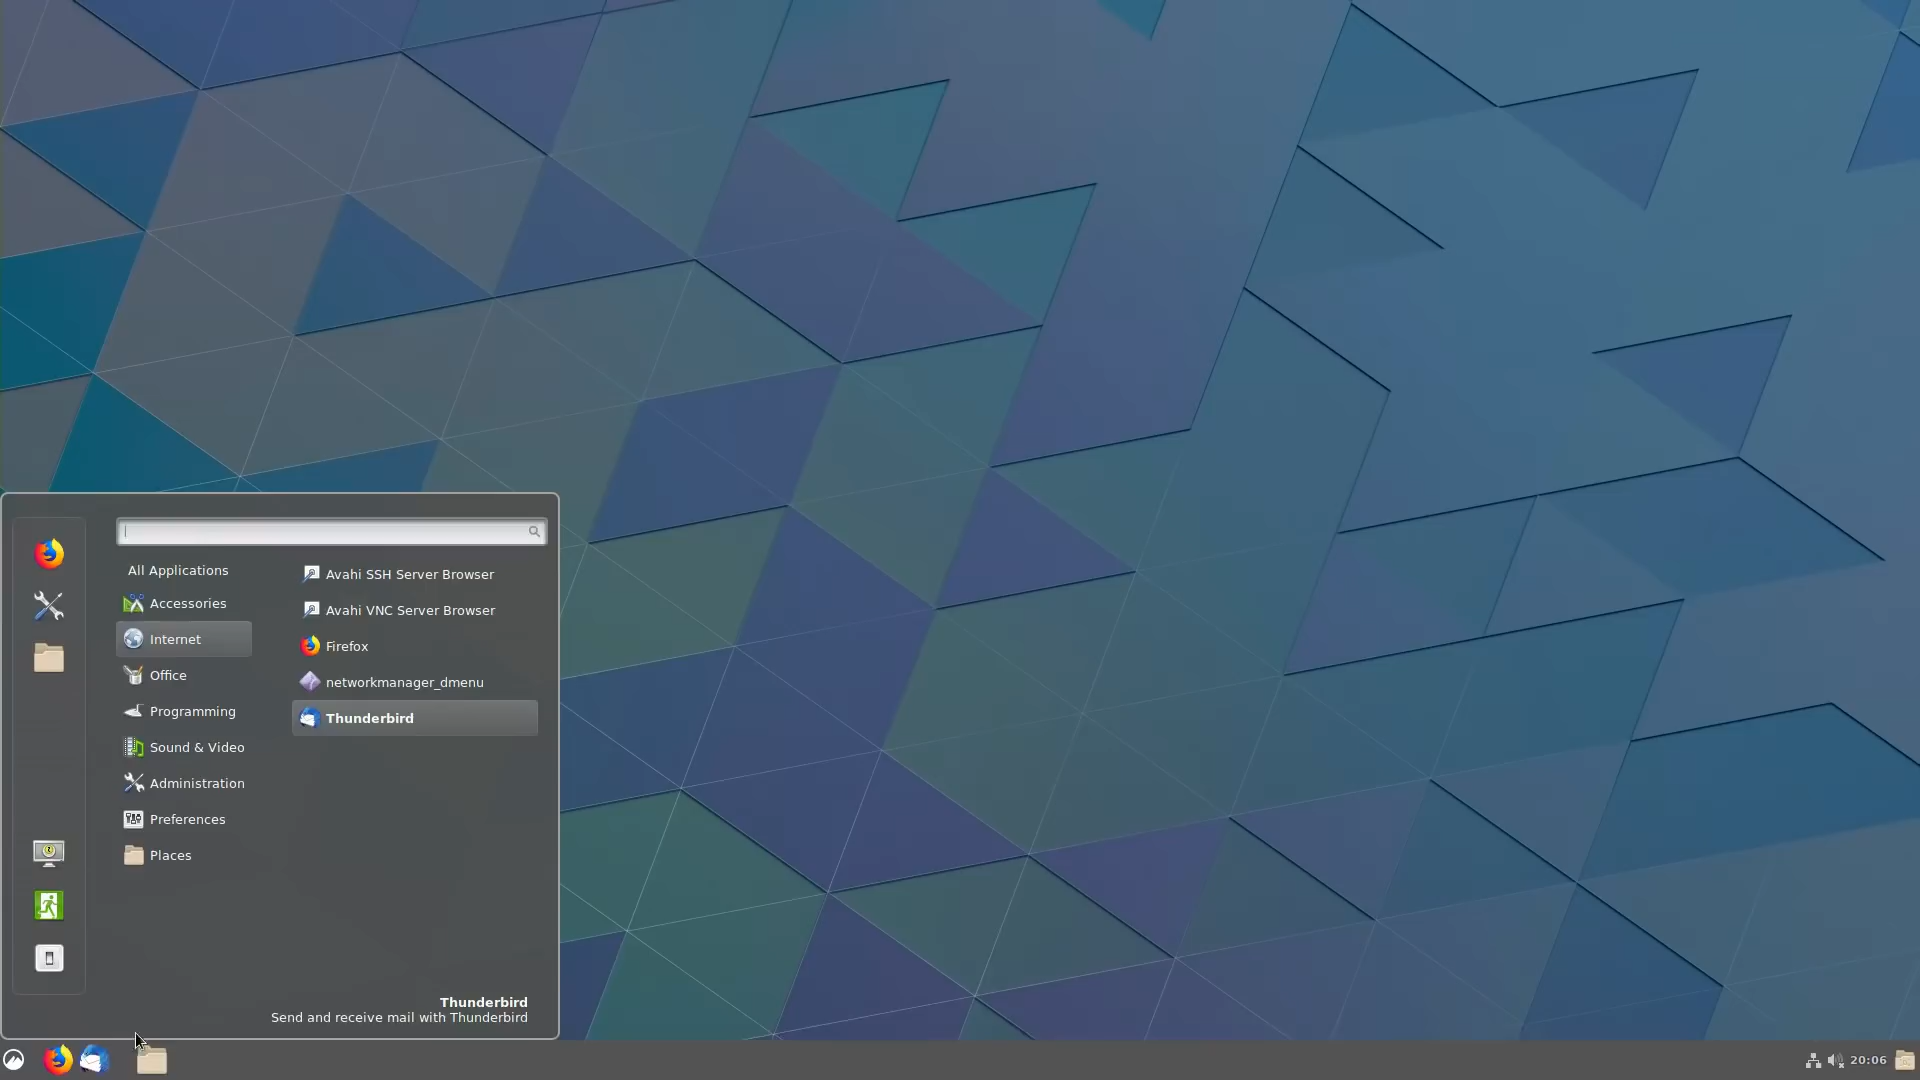 All Applications
Accessories
Internet
Office
Programming
Sound & Video
Administration
Preferences
Places
Avahi SSH Server Browser
Avahi VNC Server Browser
Firefox
networkmanager_dmenu
Thunderbird
Thunderbird
Send and receive mail with Thunderbird
20:06